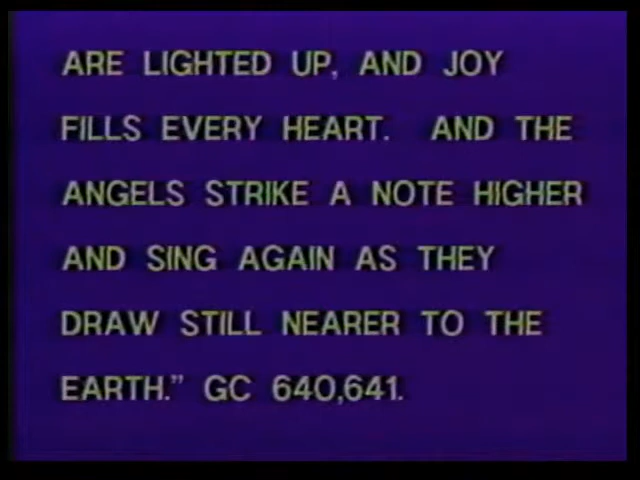 ARE LIGHTED UP, AND JOY
FILLS EVERY HEART. AND THE
ANGELS STRIKE A NOTE HIGHER
AND SING AGAIN AS THEY
DRAW STILL NEARER TO THE
EARTH.” GC 640,641.